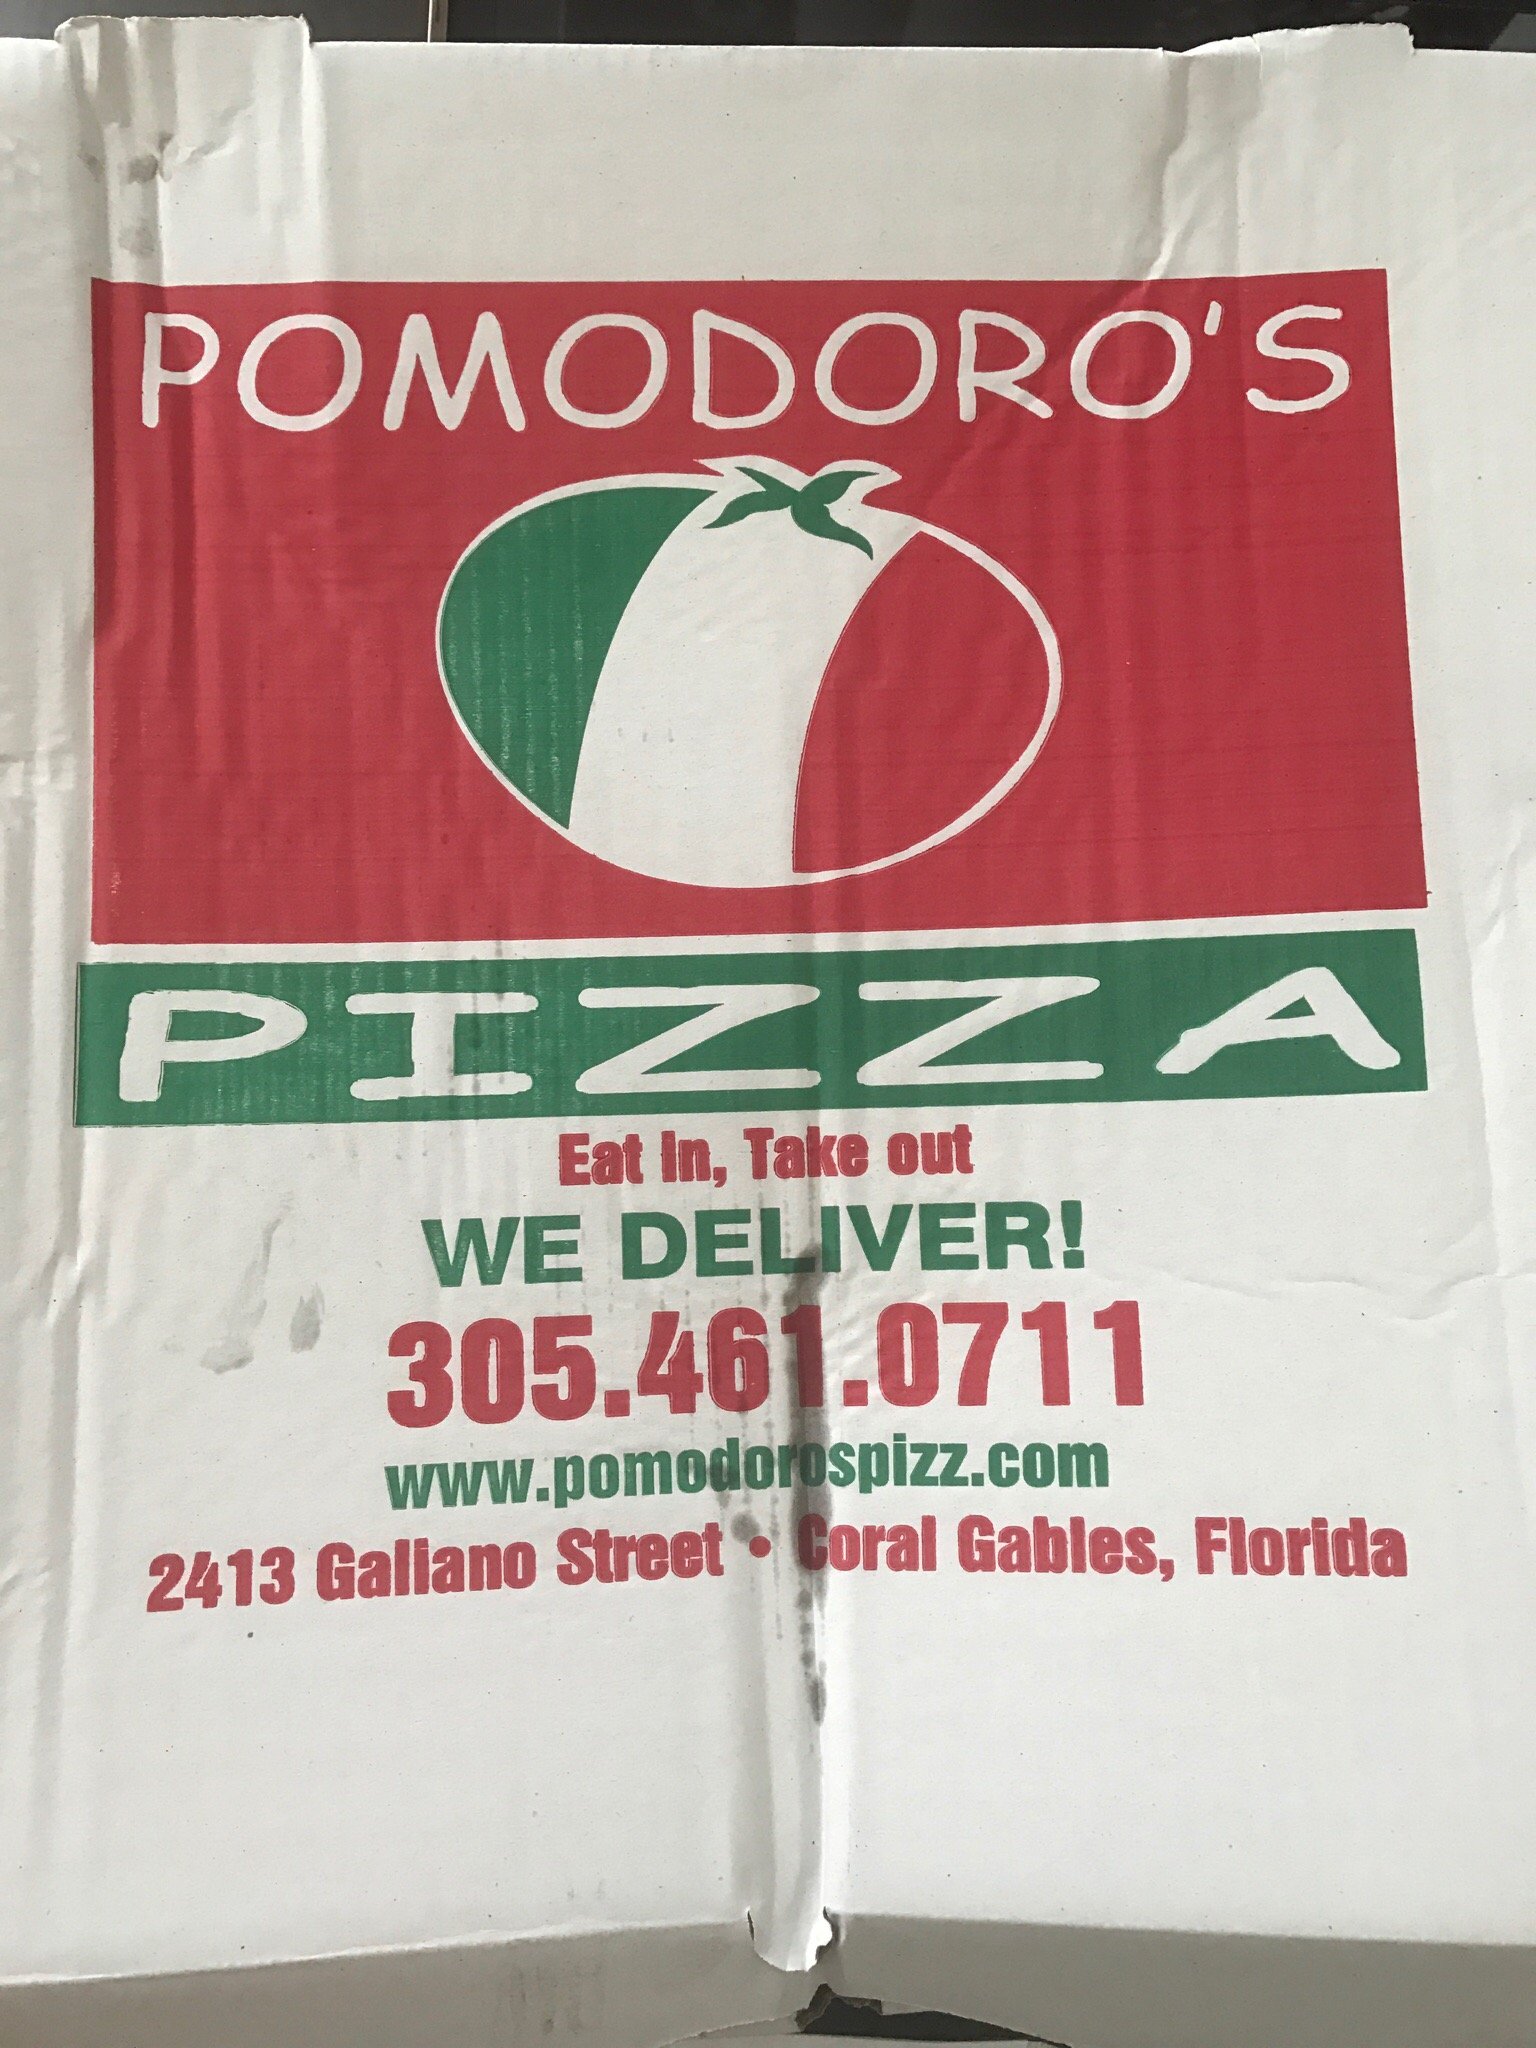 POMODORO'S
PIZZA
Eat In, Take out
WE DELIVER!
305.461.0711
www.pomodorospizz.com
2413 Galiano Street • Coral Gables, Florida